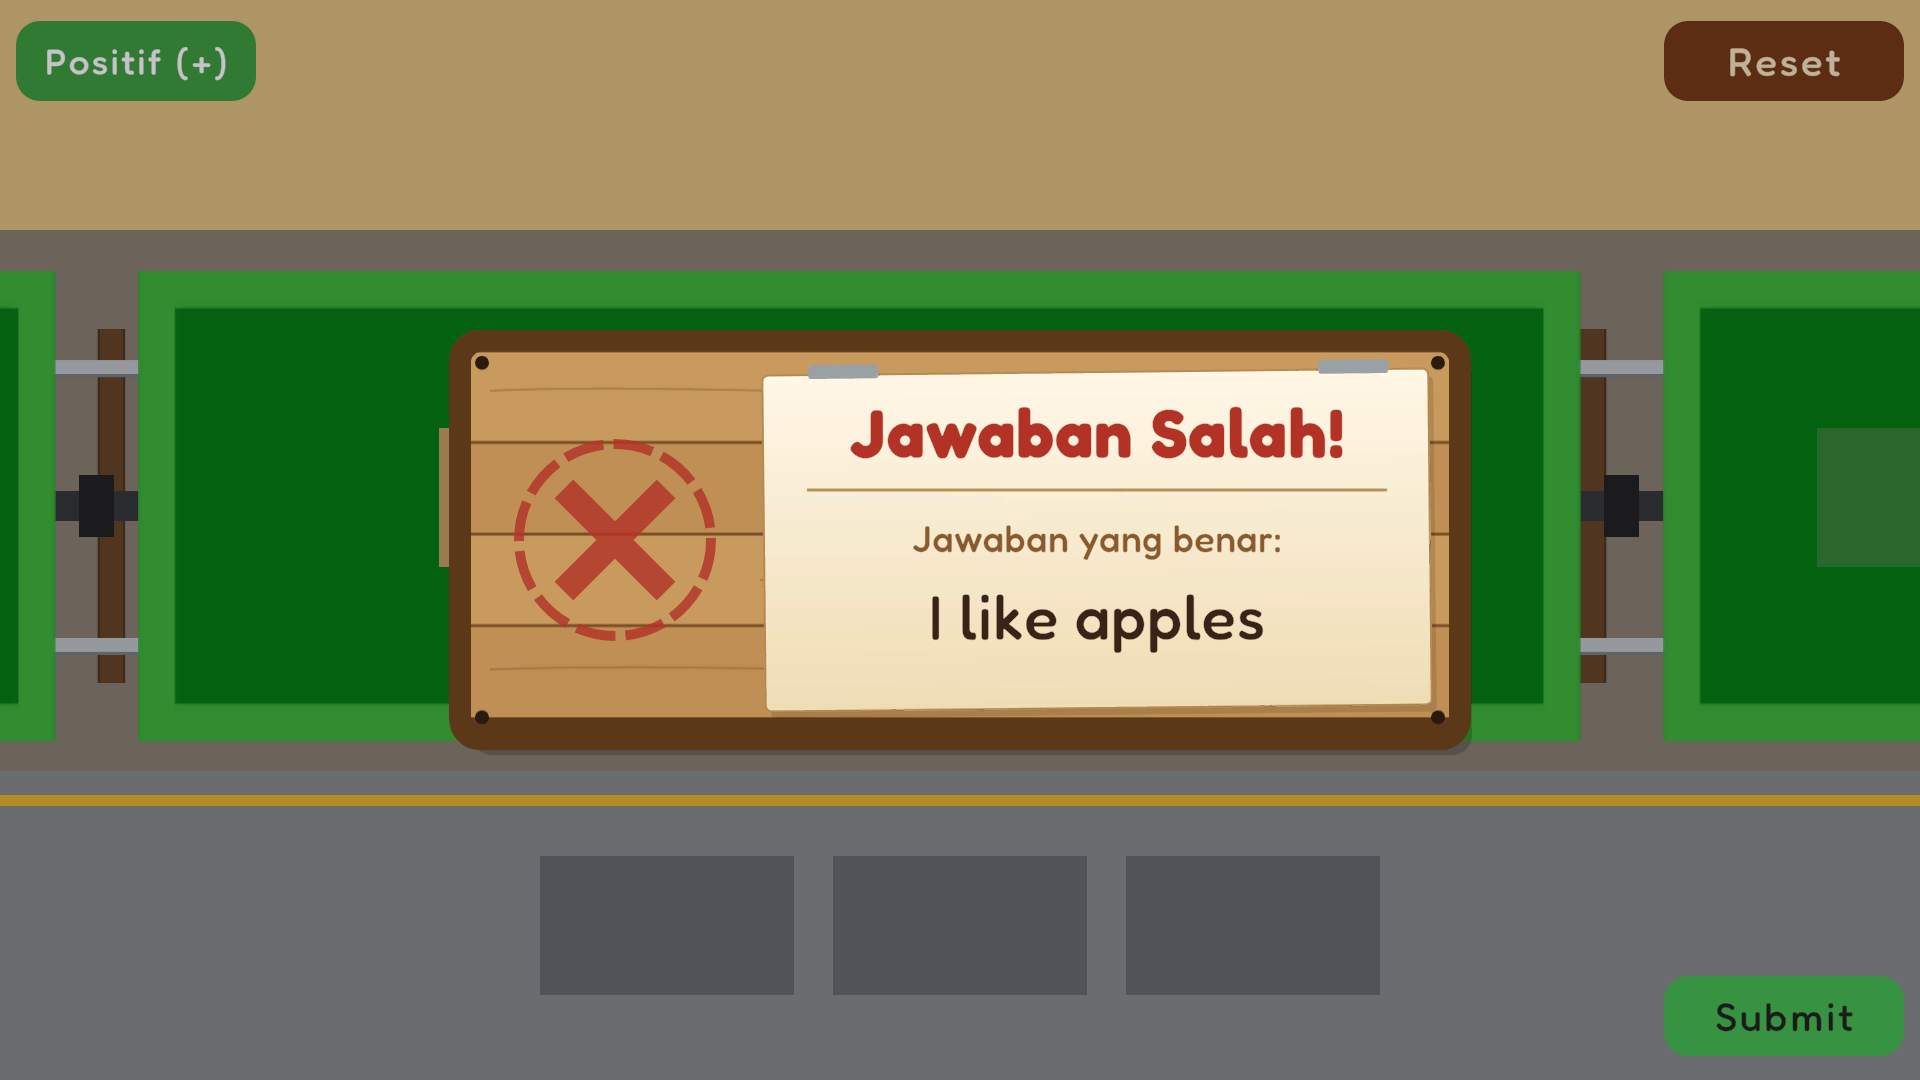 Positif (+)
Reset
Jawaban Salah!
Jawaban yang benar:
I like apples
Submit